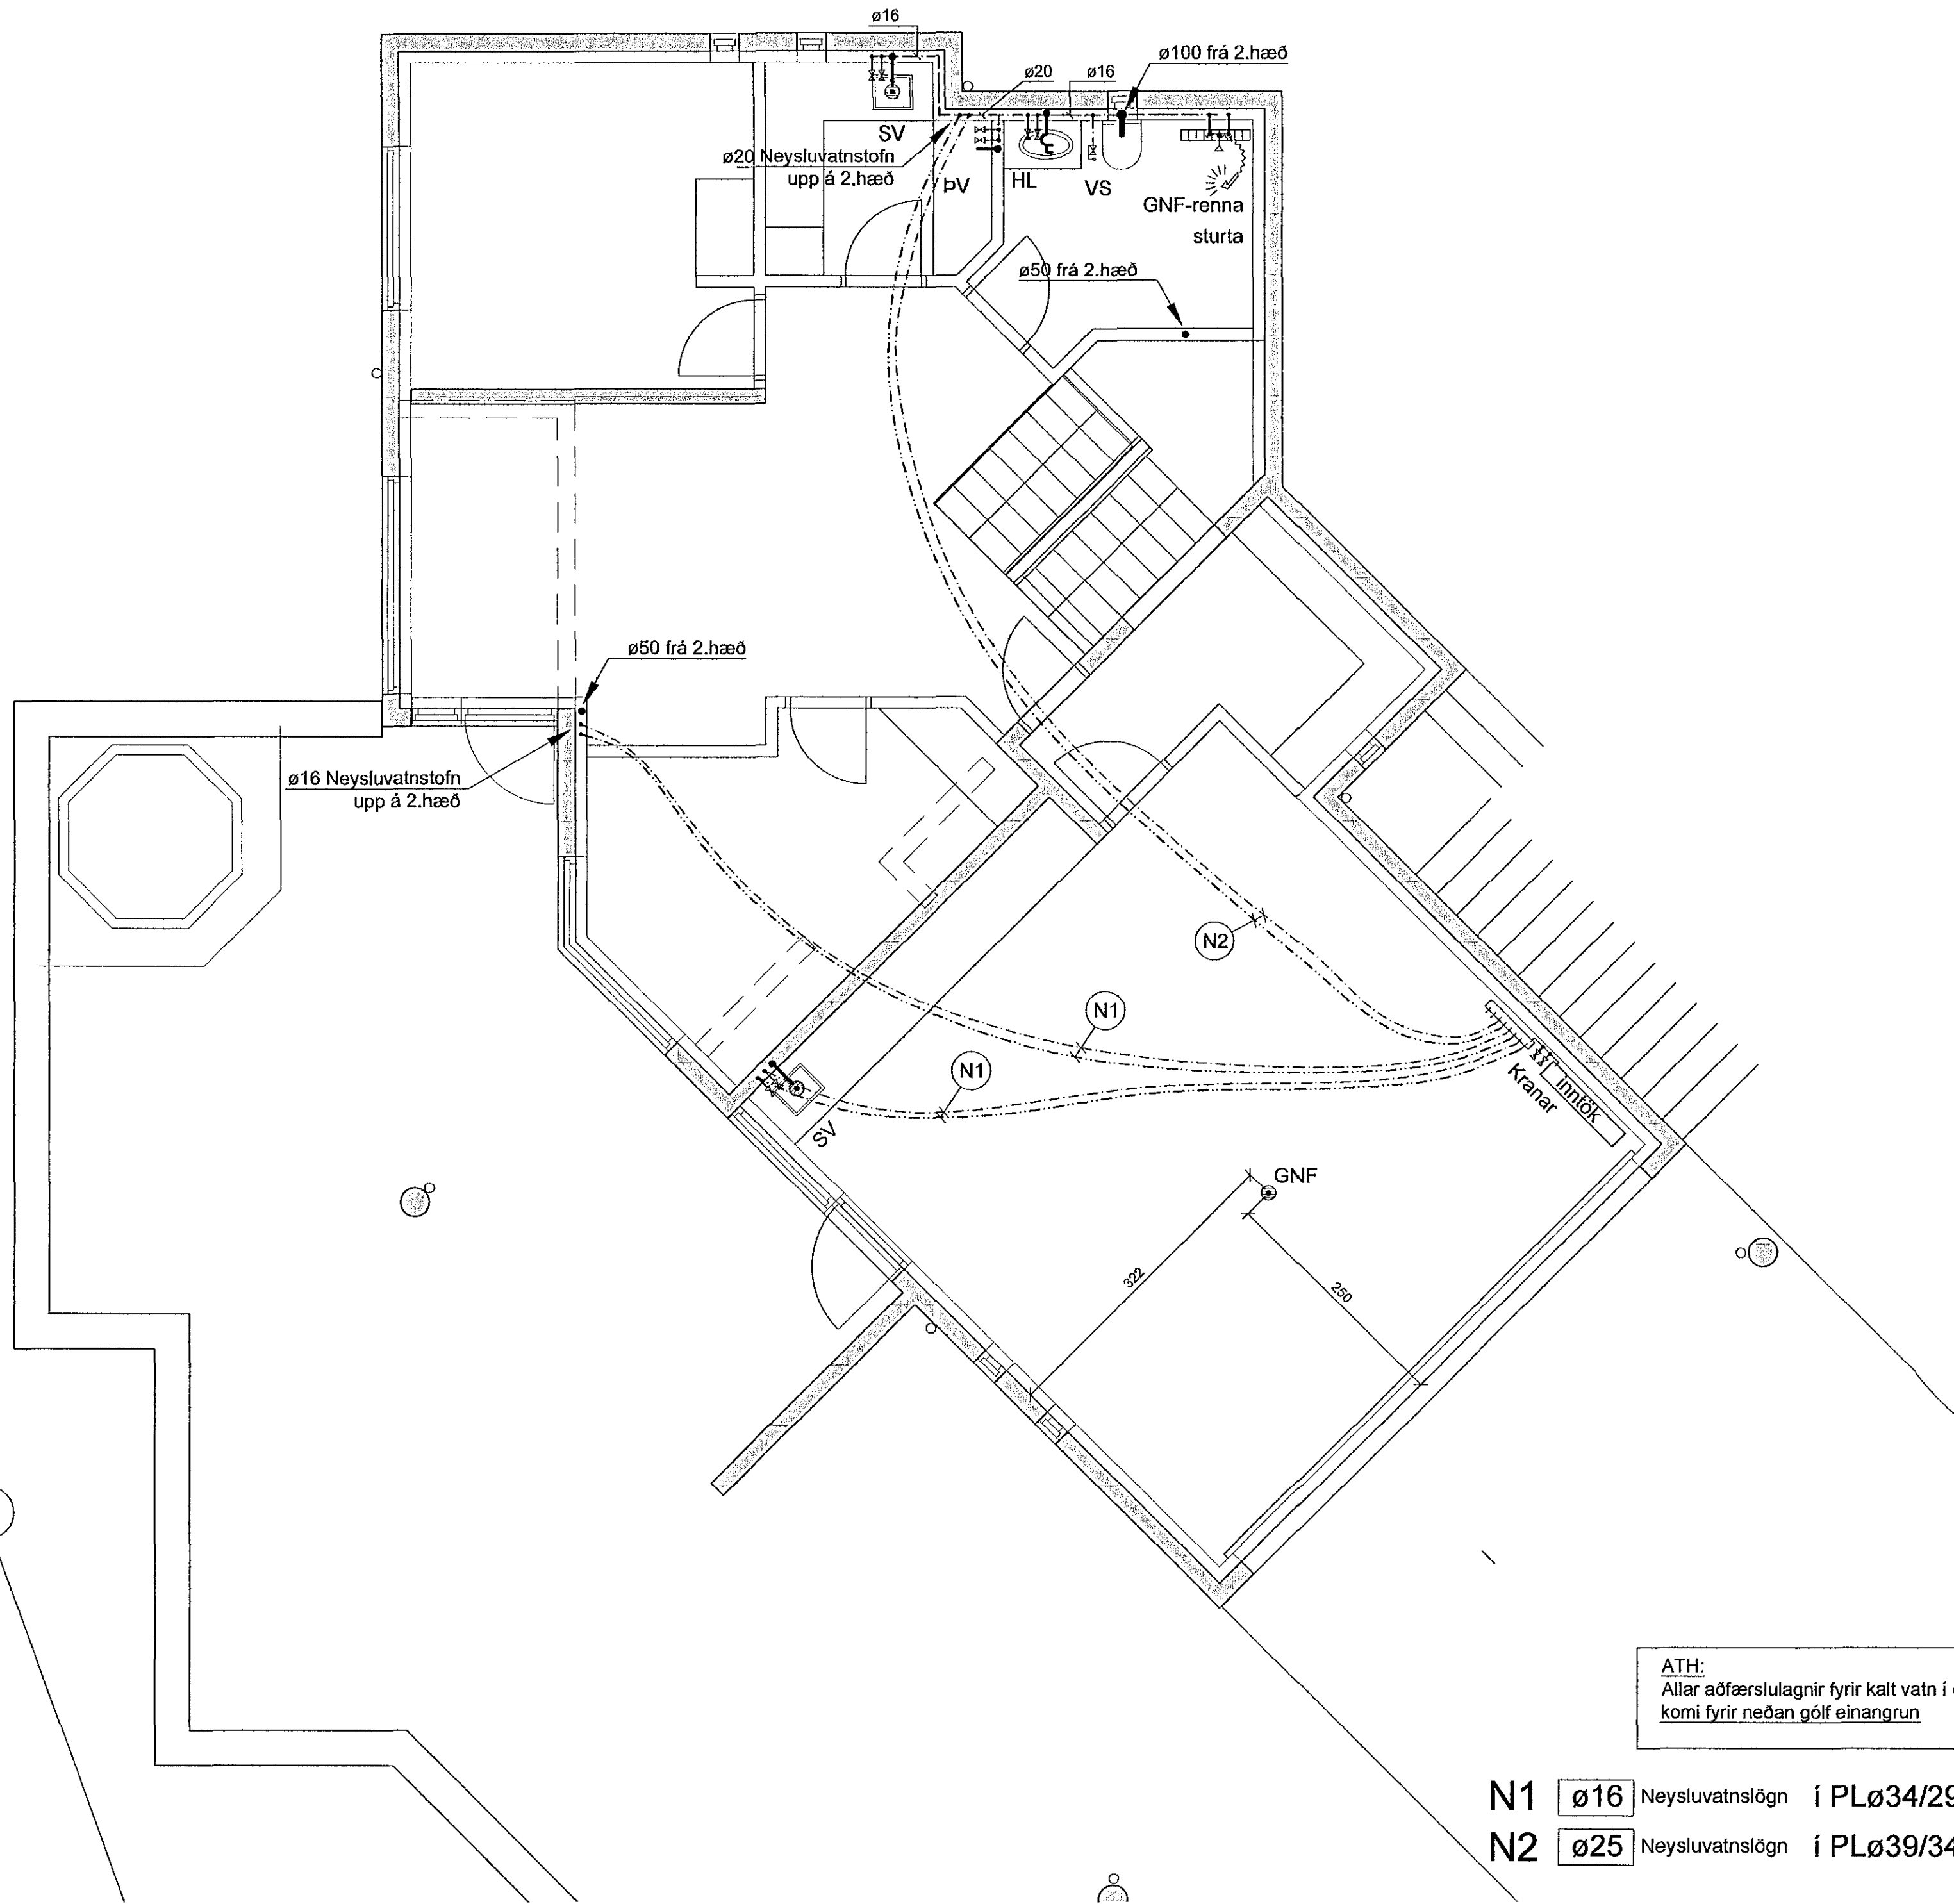 ø16
ø100 frá 2.hæð
ø20
ø16
SV
ø20 Neysluvatnstofn
upp á 2.hæð
ÞV
HL
VS
GNF-renna
sturta
ø50 frá 2.hæð
ø50 frá 2.hæð
ø16 Neysluvatnstofn
upp á 2.hæð
N2
N1
N1
Kranar
Inntök
SV
GNF
322
250
ATH:
Allar aðfærslulagnir fyrir kalt vatn í
komi fyrir neðan gólf einangrun
N1 ø16 Neysluvatnslögn í PLø34/29
N2 ø25 Neysluvatnslögn í PLø39/34